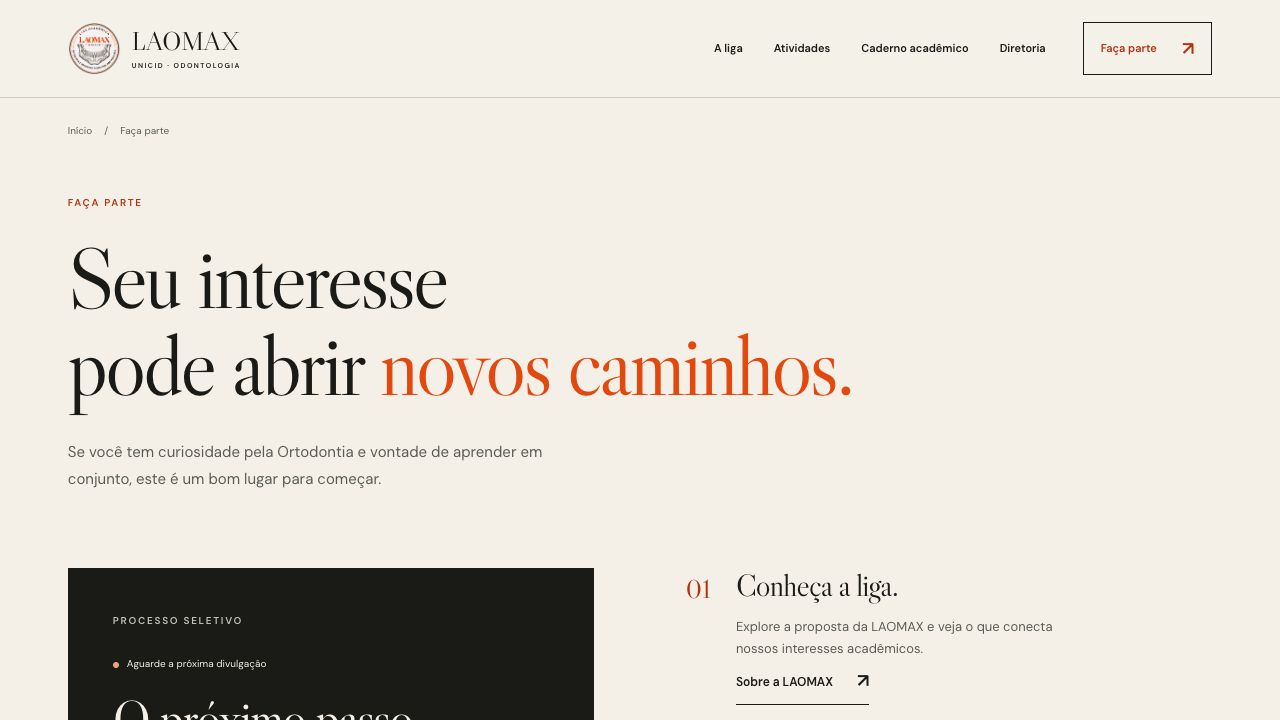 LAOMAX
LAOMAX
UNICID · ODONTOLOGIA
A liga
Atividades
Caderno acadêmico
Diretoria
Faça parte
Início / Faça parte
FAÇA PARTE
Seu interesse
pode abrir novos caminhos.
Se você tem curiosidade pela Ortodontia e vontade de aprender em
conjunto, este é um bom lugar para começar.
PROCESSO SELETIVO
Aguarde a próxima divulgação
O próximo passo
01
Conheça a liga.
Explore a proposta da LAOMAX e veja o que conecta
nossos interesses acadêmicos.
Sobre a LAOMAX